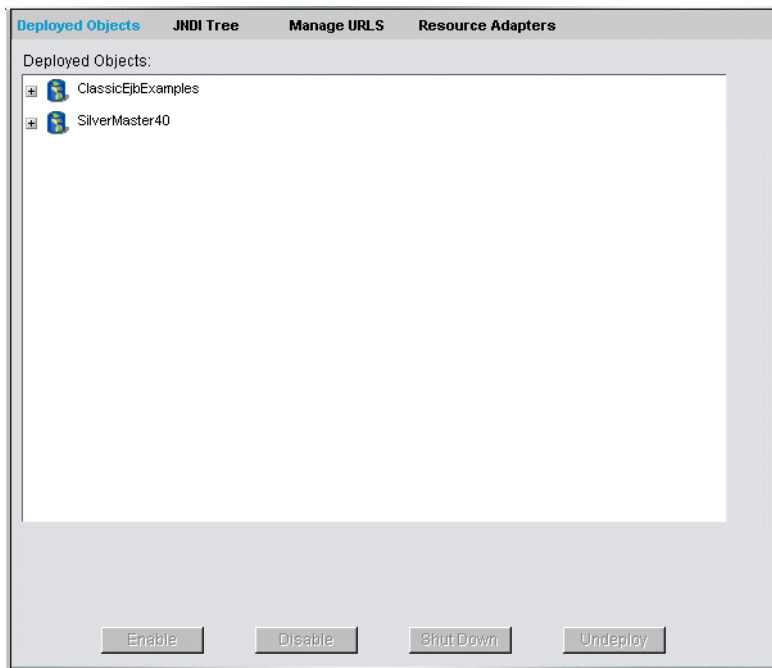 Deployed Objects JNDI Tree Manage URLS Resource Adapters
Deployed Objects:
ClassicEjbExamples
SilverMaster40
Enable Disable Shut Down Undeploy